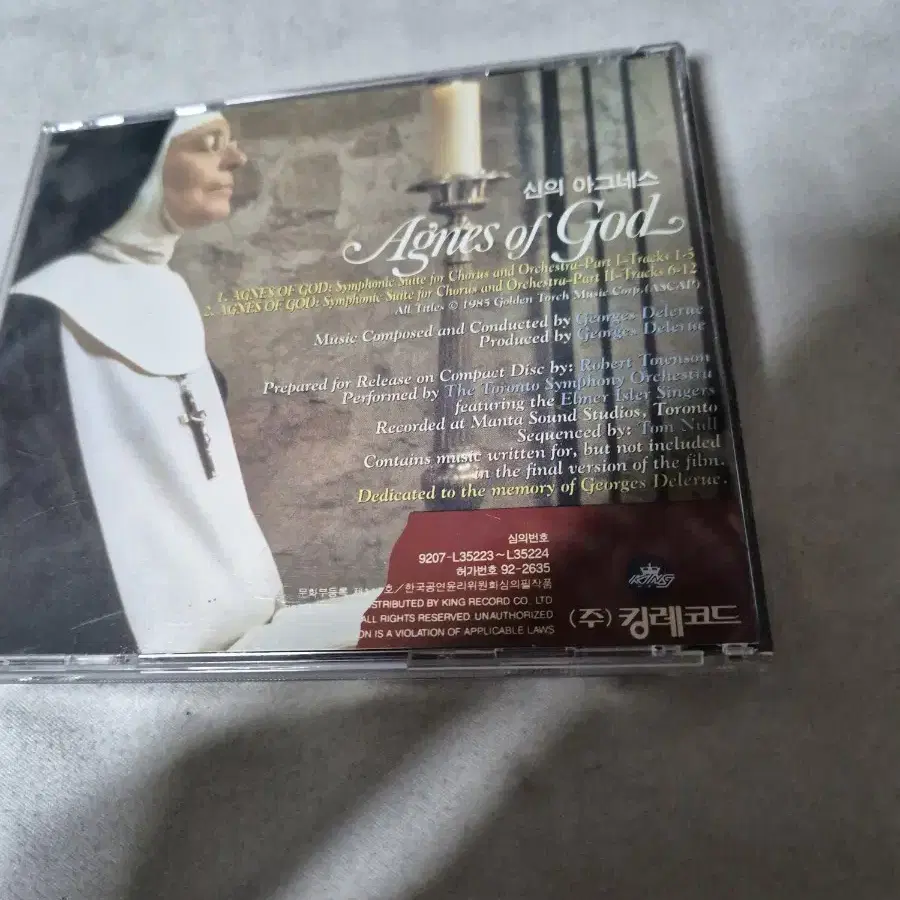 신의 아그네스
Agnes of God
1. AGNES OF GOD: Symphonic Suite for Chorus and Orchestra-Part I-Tracks 1-5
2. AGNES OF GOD: Symphonic Suite for Chorus and Orchestra-Part II-Tracks 6-12
All Titles © 1985 Golden Torch Music Corp. (ASCAP)
Music Composed and Conducted by Georges Delerue
Produced by Georges Delerue
Prepared for Release on Compact Disc by: Robert Townson
Performed by The Toronto Symphony Orchestra
featuring the Elmer Isler Singers
Recorded at Manta Sound Studios, Toronto
Sequenced by: Tom Null
Contains music written for, but not included
in the final version of the film.
Dedicated to the memory of Georges Delerue.
심의번호
9207-L35223~L35224
허가번호 92-2635
문화부등록 호/한국공연윤리위원회심의필작품
DISTRIBUTED BY KING RECORD CO. LTD
ALL RIGHTS RESERVED. UNAUTHORIZED
ON IS A VIOLATION OF APPLICABLE LAWS
KING
(주) 킹레코드